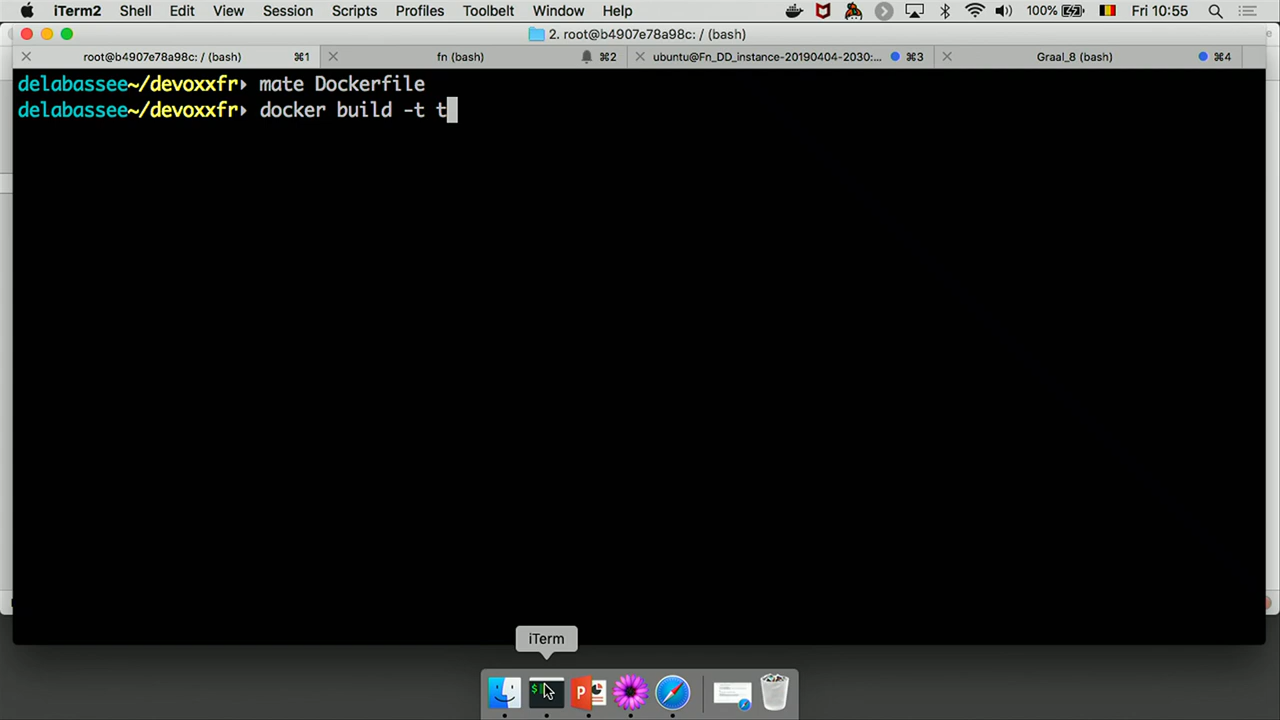 iTerm2 Shell Edit View Session Scripts Profiles Toolbelt Window Help 100% Fri 10:55
2. root@b4907e78a98c: / (bash)
root@b4907e78a98c: / (bash) ⌘1 fn (bash) ⌘2 ubuntu@Fn_DD_instance-20190404-2030:... ⌘3 Graal_8 (bash) ⌘4
delabassee~/devoxxfr▸ mate Dockerfile
delabassee~/devoxxfr▸ docker build -t t
iTerm